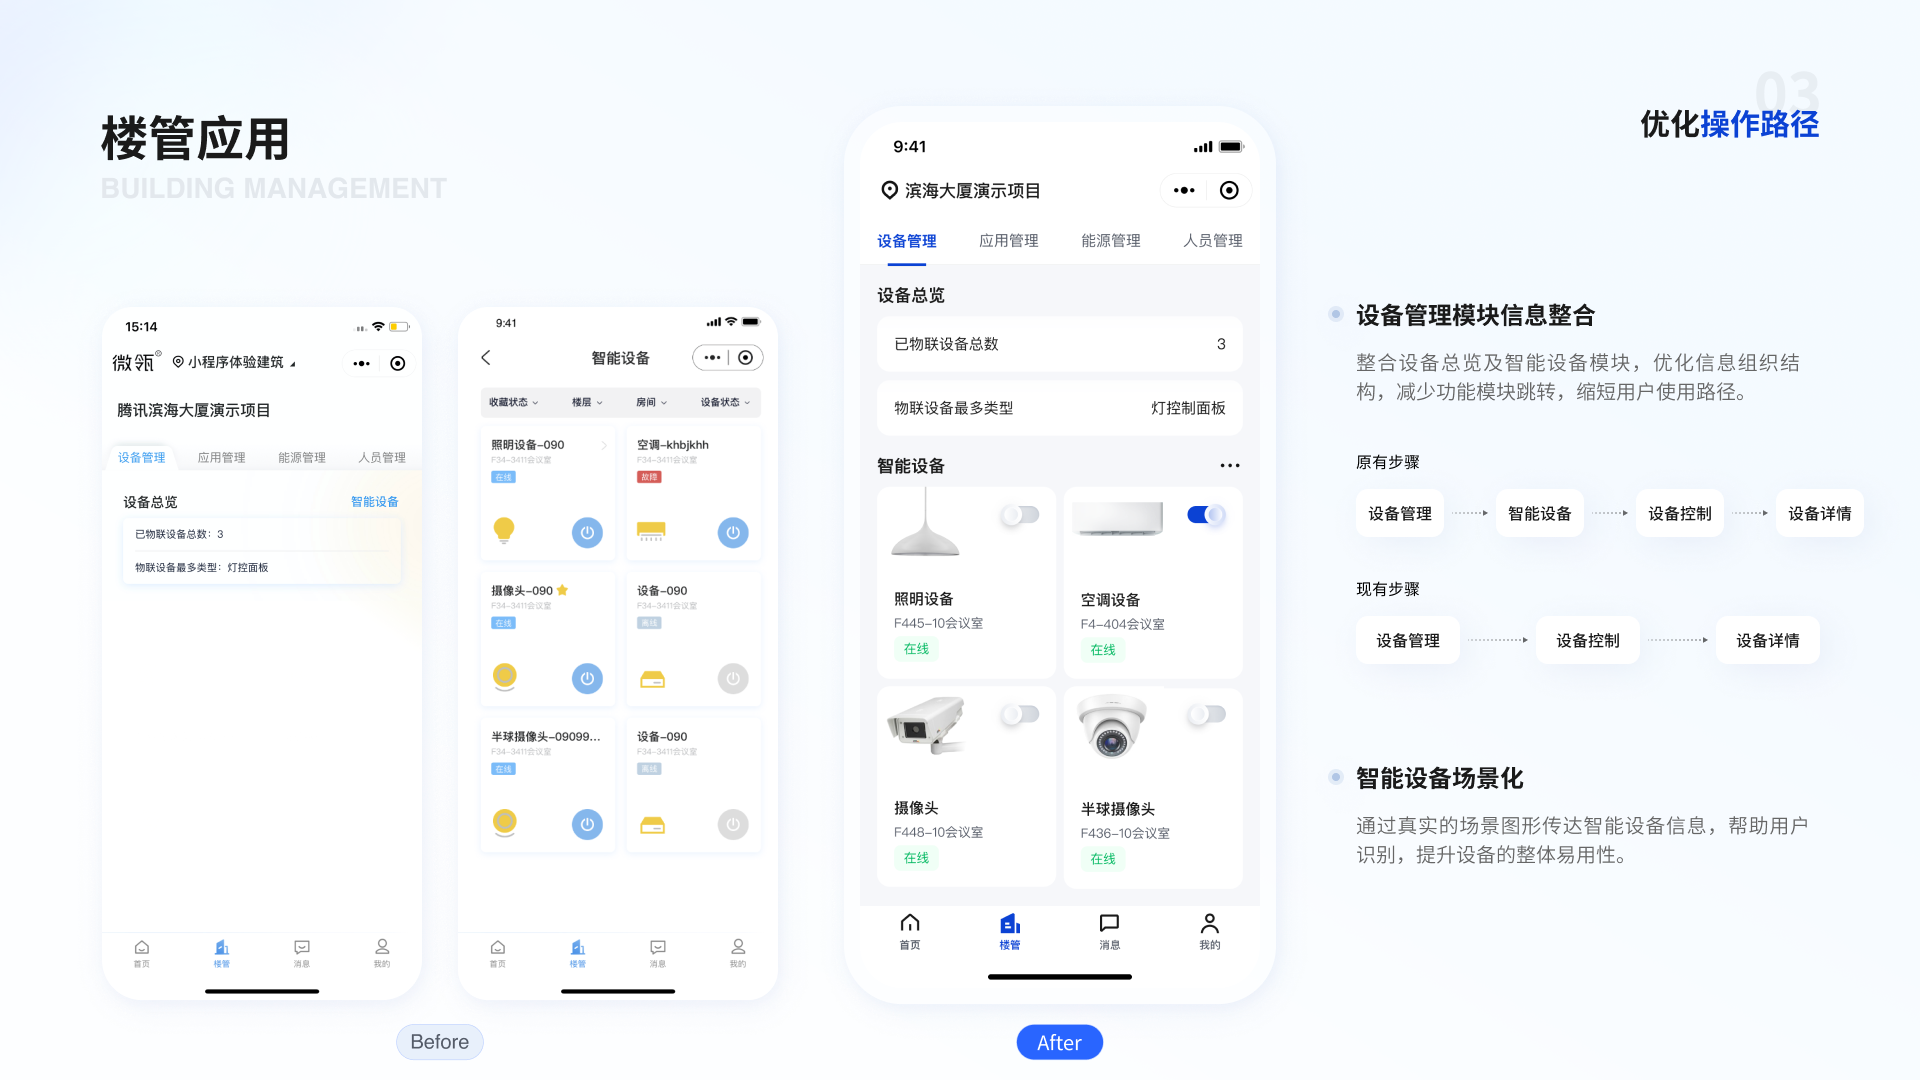 楼管应用
BUILDING MANAGEMENT
03
优化操作路径
15:14
微瓴®
小程序体验建筑
腾讯滨海大厦演示项目
设备管理 应用管理 能源管理 人员管理
设备总览 智能设备
已物联设备总数：3
物联设备最多类型：灯控面板
首页 楼管 消息 我的
9:41
智能设备
收藏状态 楼层 房间 设备状态
照明设备-090
F34-3411会议室
在线
空调-khbjkhh
F34-3411会议室
故障
摄像头-090
F34-3411会议室
在线
设备-090
F34-3411会议室
离线
半球摄像头-09099...
F34-3411会议室
在线
设备-090
F34-3411会议室
离线
首页 楼管 消息 我的
Before
9:41
滨海大厦演示项目
设备管理 应用管理 能源管理 人员管理
设备总览
已物联设备总数 3
物联设备最多类型 灯控制面板
智能设备
照明设备
F445-10会议室
在线
空调设备
F4-404会议室
在线
摄像头
F448-10会议室
在线
半球摄像头
F436-10会议室
在线
首页 楼管 消息 我的
After
设备管理模块信息整合
整合设备总览及智能设备模块，优化信息组织结
构，减少功能模块跳转，缩短用户使用路径。
原有步骤
设备管理 智能设备 设备控制 设备详情
现有步骤
设备管理 设备控制 设备详情
智能设备场景化
通过真实的场景图形传达智能设备信息，帮助用户
识别，提升设备的整体易用性。